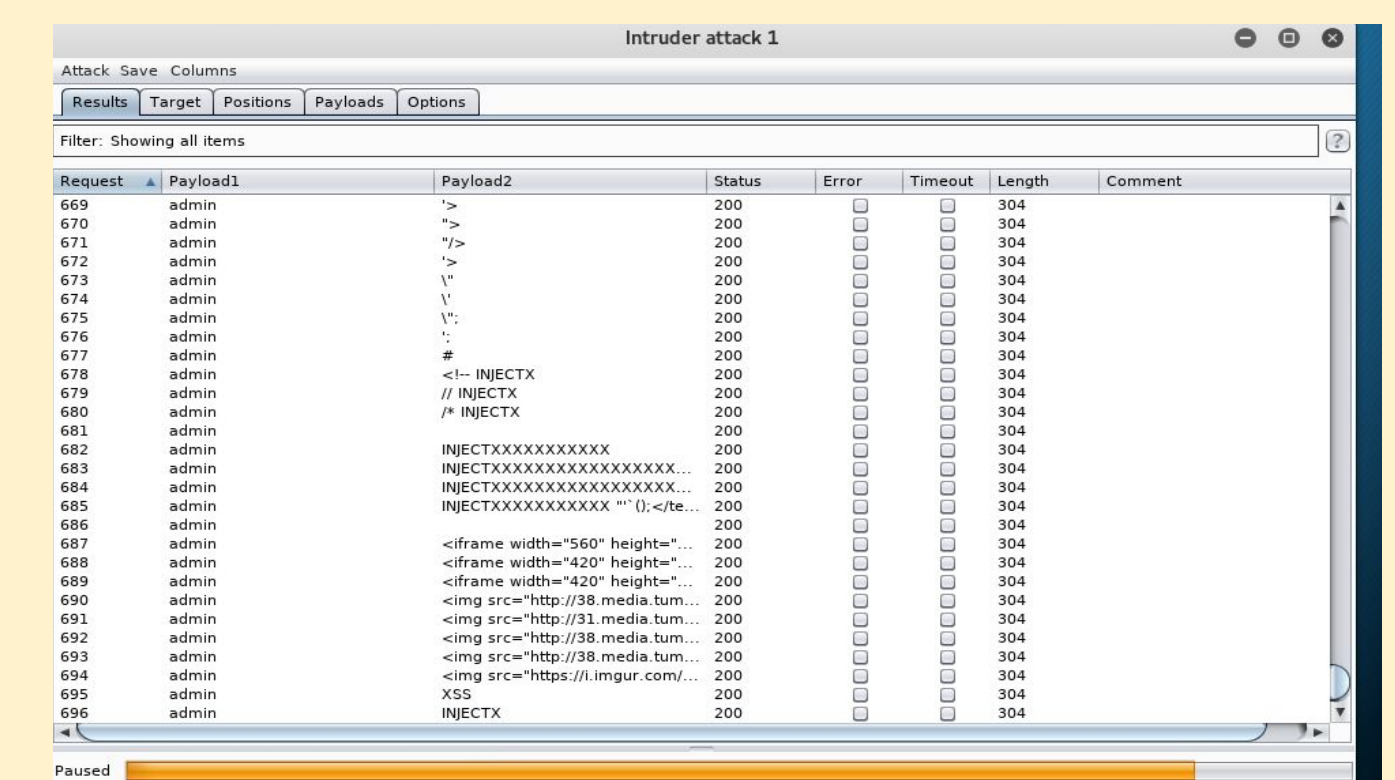 Intruder attack 1
Attack Save Columns
Results Target Positions Payloads Options
Filter: Showing all items
?
Request Payload1 Payload2 Status Error Timeout Length Comment
669 admin '> 200 304
670 admin "> 200 304
671 admin "/> 200 304
672 admin '> 200 304
673 admin \" 200 304
674 admin \' 200 304
675 admin \"; 200 304
676 admin '; 200 304
677 admin # 200 304
678 admin <!-- INJECTX 200 304
679 admin // INJECTX 200 304
680 admin /* INJECTX 200 304
681 admin 200 304
682 admin INJECTXXXXXXXXXXX 200 304
683 admin INJECTXXXXXXXXXXXXXXXXX... 200 304
684 admin INJECTXXXXXXXXXXXXXXXXX... 200 304
685 admin INJECTXXXXXXXXXXX "'`();</te... 200 304
686 admin 200 304
687 admin <iframe width="560" height="... 200 304
688 admin <iframe width="420" height="... 200 304
689 admin <iframe width="420" height="... 200 304
690 admin <img src="http://38.media.tum... 200 304
691 admin <img src="http://31.media.tum... 200 304
692 admin <img src="http://38.media.tum... 200 304
693 admin <img src="http://38.media.tum... 200 304
694 admin <img src="https://i.imgur.com/... 200 304
695 admin XSS 200 304
696 admin INJECTX 200 304
Paused